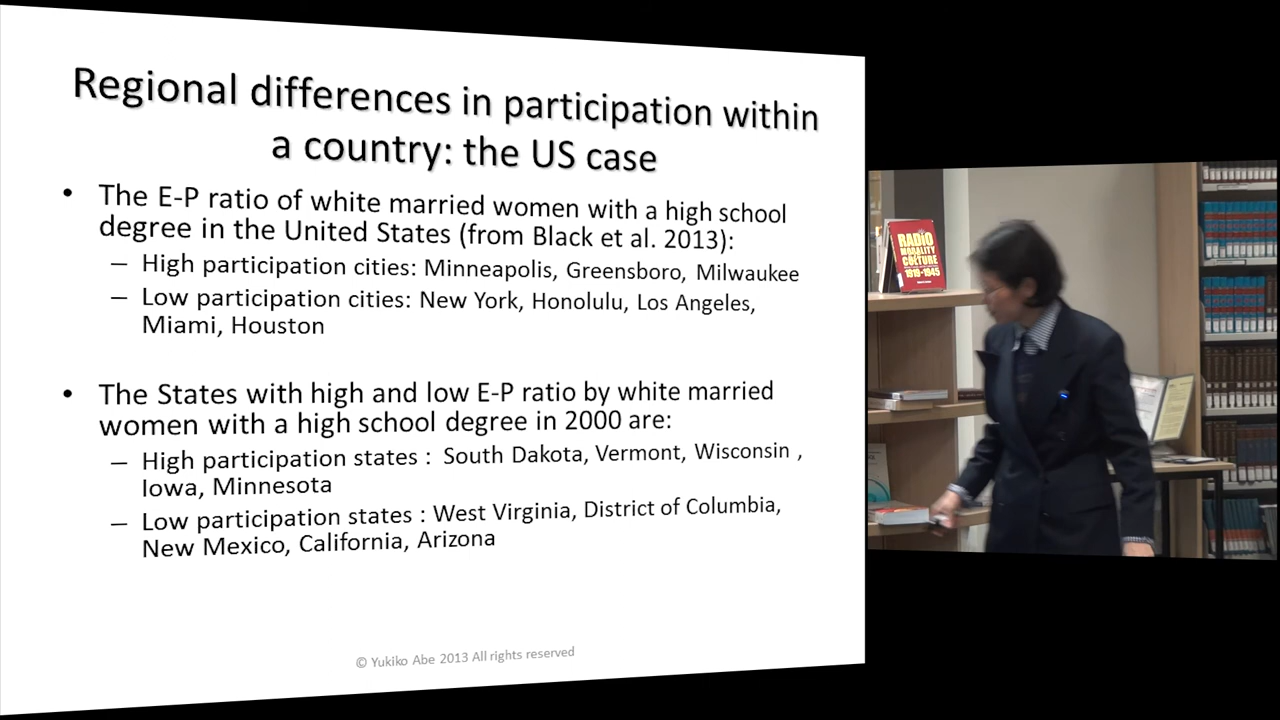 Regional differences in participation within
a country: the US case
• The E-P ratio of white married women with a high school
degree in the United States (from Black et al. 2013):
– High participation cities: Minneapolis, Greensboro, Milwaukee
– Low participation cities: New York, Honolulu, Los Angeles,
Miami, Houston
• The States with high and low E-P ratio by white married
women with a high school degree in 2000 are:
– High participation states : South Dakota, Vermont, Wisconsin ,
Iowa, Minnesota
– Low participation states : West Virginia, District of Columbia,
New Mexico, California, Arizona
© Yukiko Abe 2013 All rights reserved
RADIO
MORALITY
CULTURE
1919-1945